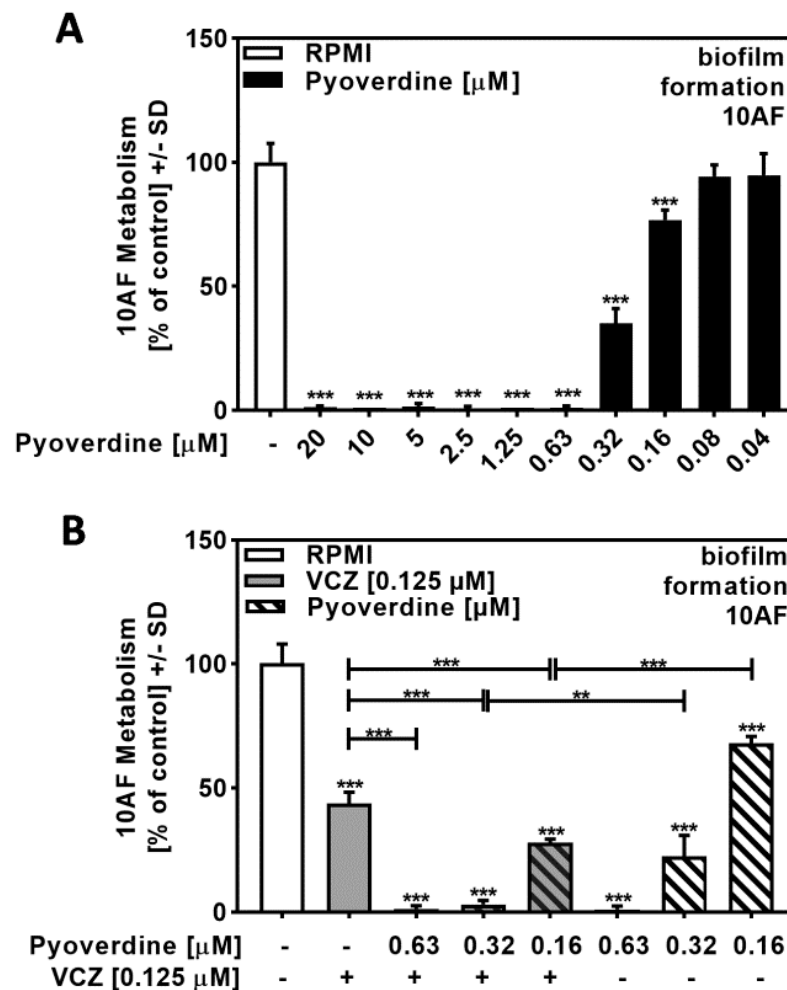 A
150
RPMI
Pyoverdine [µM]
biofilm
formation
10AF
100
50
0
10AF Metabolism
[% of control] +/- SD
*** *** *** *** *** *** *** ***
Pyoverdine [µM] - 20 10 5 2.5 1.25 0.63 0.32 0.16 0.08 0.04
B
150
RPMI
VCZ [0.125 µM]
Pyoverdine [µM]
biofilm
formation
10AF
100
50
0
10AF Metabolism
[% of control] +/- SD
*** ***
*** **
***
*** *** *** *** *** *** ***
Pyoverdine [µM] - - 0.63 0.32 0.16 0.63 0.32 0.16
VCZ [0.125 µM] - + + + + - - -